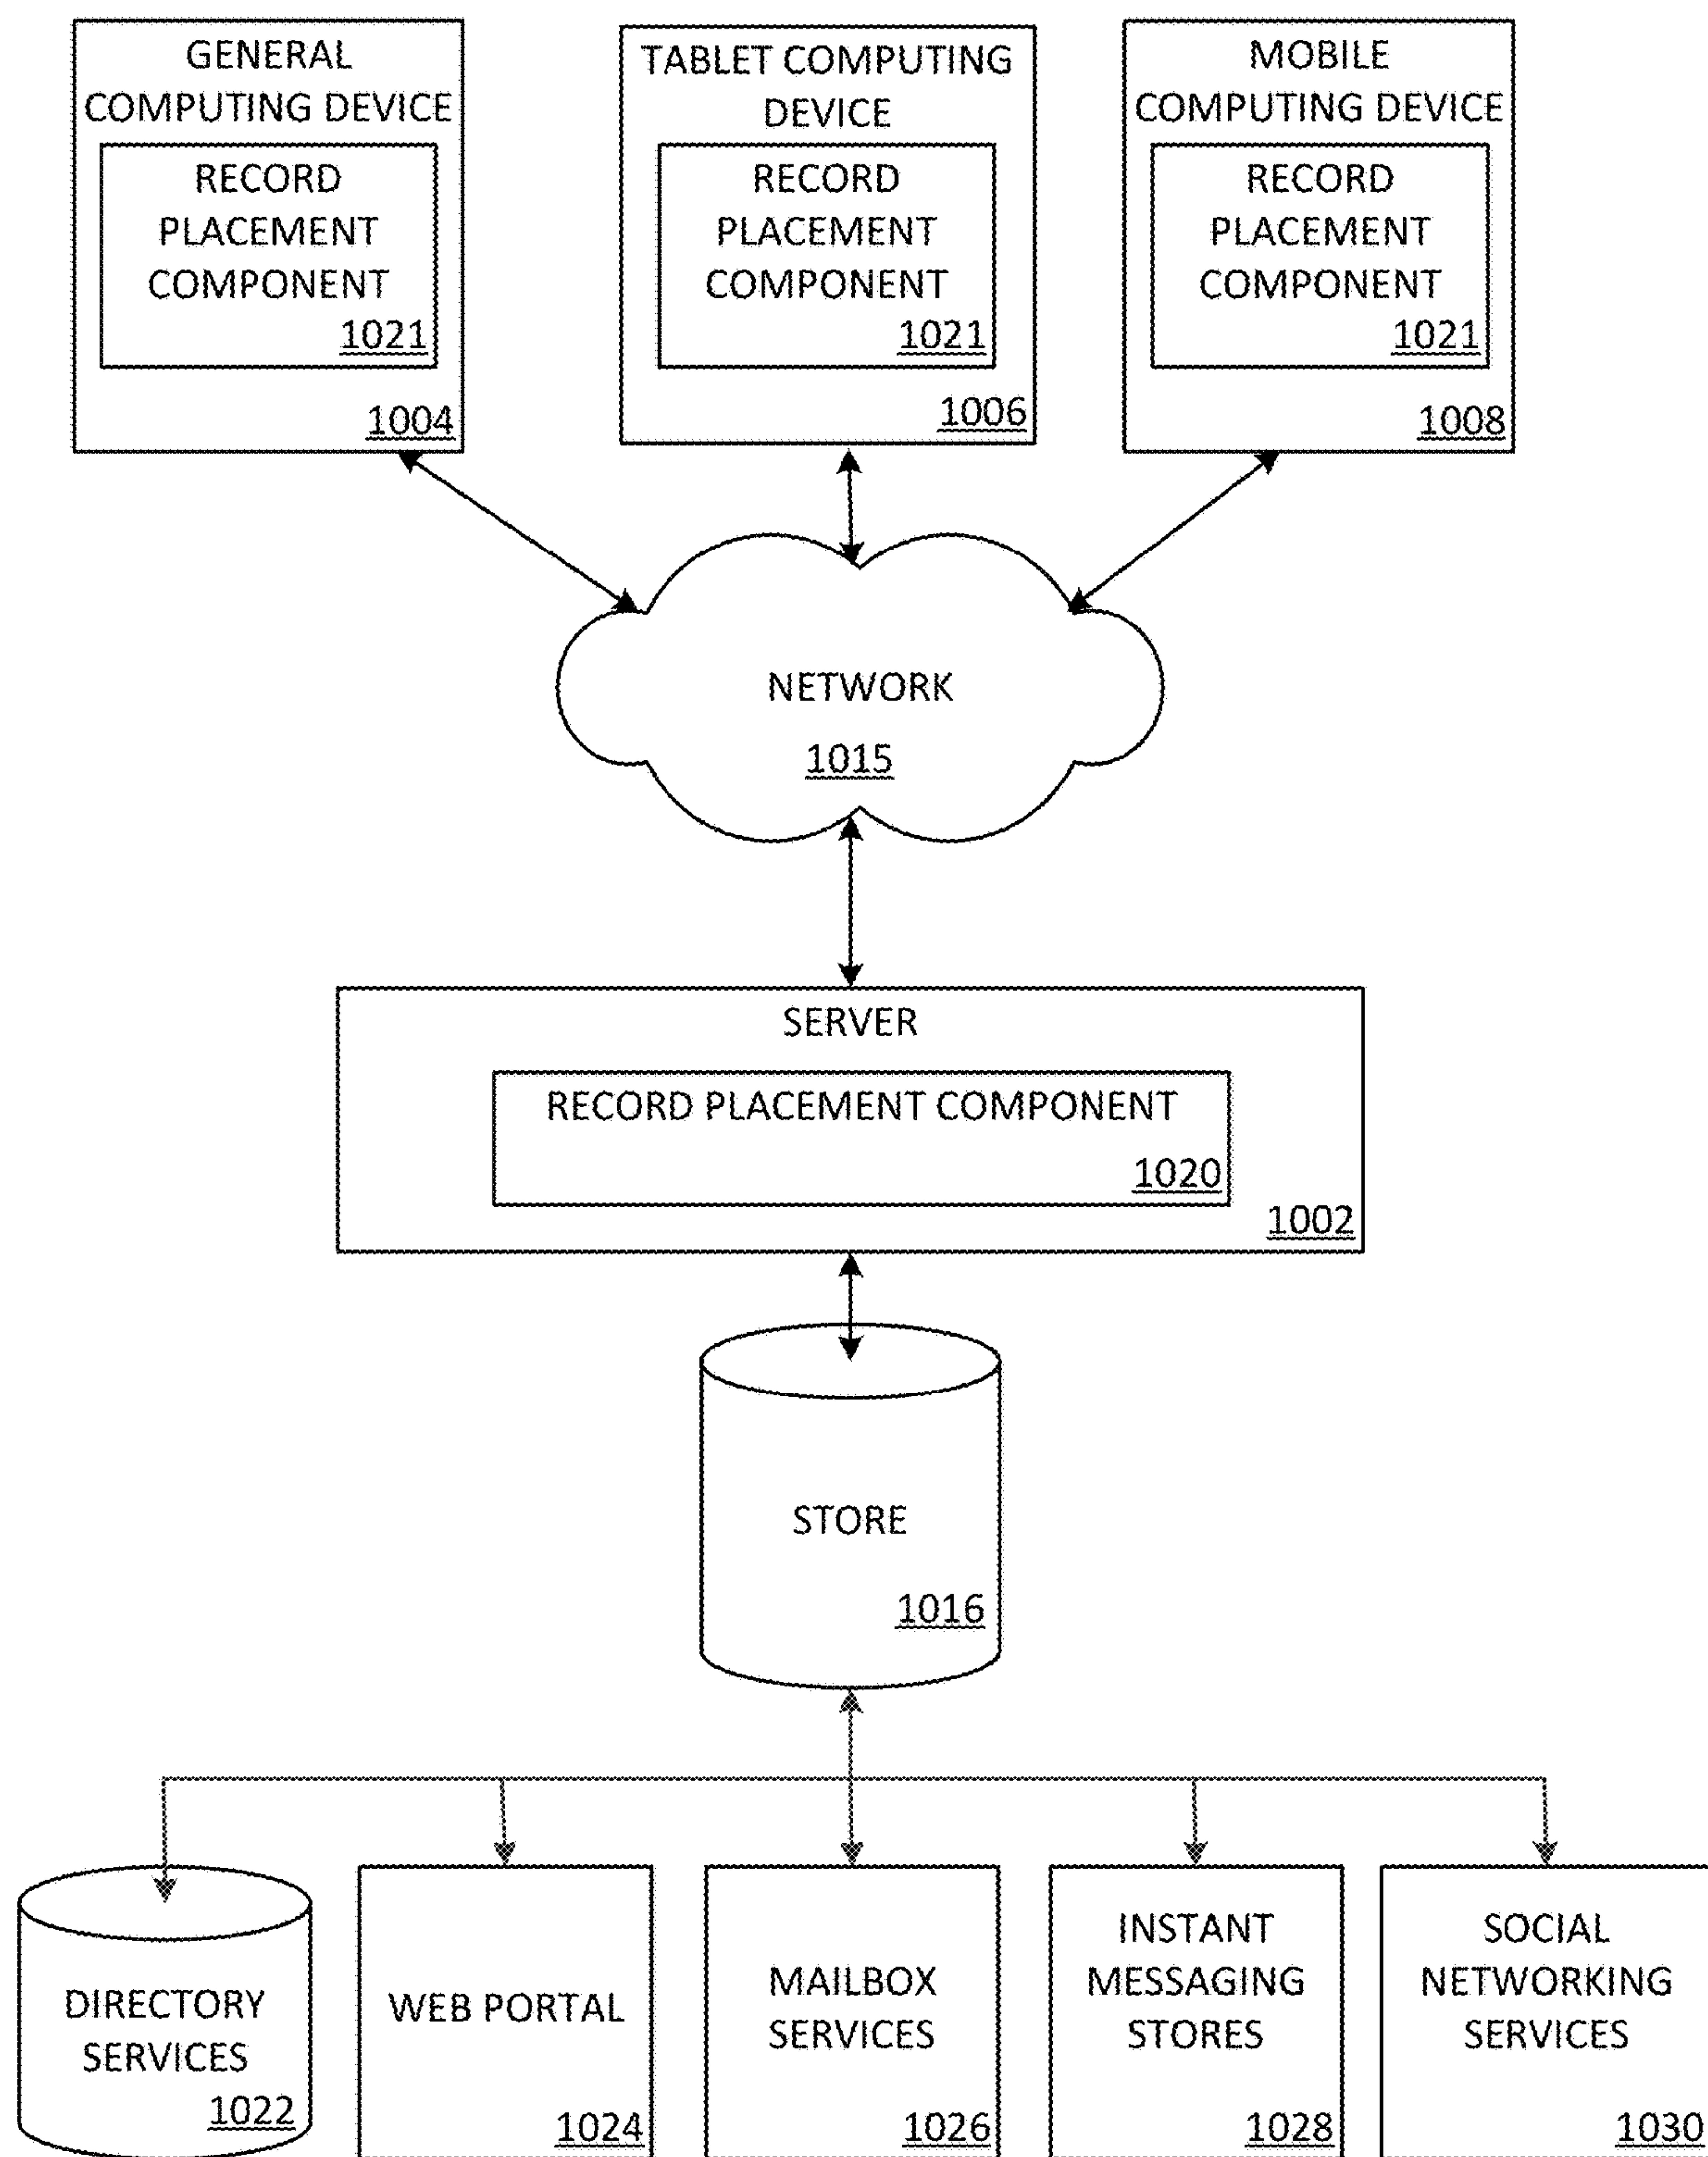 GENERAL
COMPUTING DEVICE
RECORD
PLACEMENT
COMPONENT
1021
1004
TABLET COMPUTING
DEVICE
RECORD
PLACEMENT
COMPONENT
1021
1006
MOBILE
COMPUTING DEVICE
RECORD
PLACEMENT
COMPONENT
1021
1008
NETWORK
1015
SERVER
RECORD PLACEMENT COMPONENT
1020
1002
STORE
1016
DIRECTORY
SERVICES
1022
WEB PORTAL
1024
MAILBOX
SERVICES
1026
INSTANT
MESSAGING
STORES
1028
SOCIAL
NETWORKING
SERVICES
1030